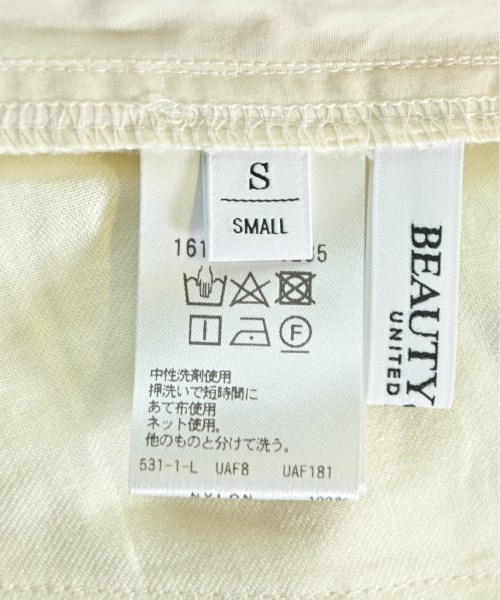 S
SMALL
中性洗剤使用
押洗いで短時間に
あて布使用
ネット使用。
他のものと分けて洗う。
531-1-L UAF8 UAF181
BEAUTY
UNITED